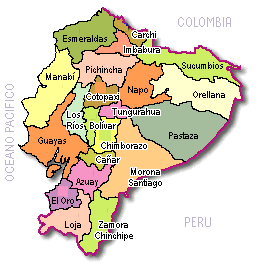 COLOMBIA
Carchi
Esmeraldas
Imbabura
Pichincha
Sucumbios
Manabí
Napo
Orellana
Cotopaxi
OCEANO PACIFICO
Los
Ríos
Tungurahua
Bolívar
Pastaza
Guayas
Chimborazo
Cañar
Morona
Santiago
Azuay
El Oro
Loja
Zamora
Chinchipe
PERU